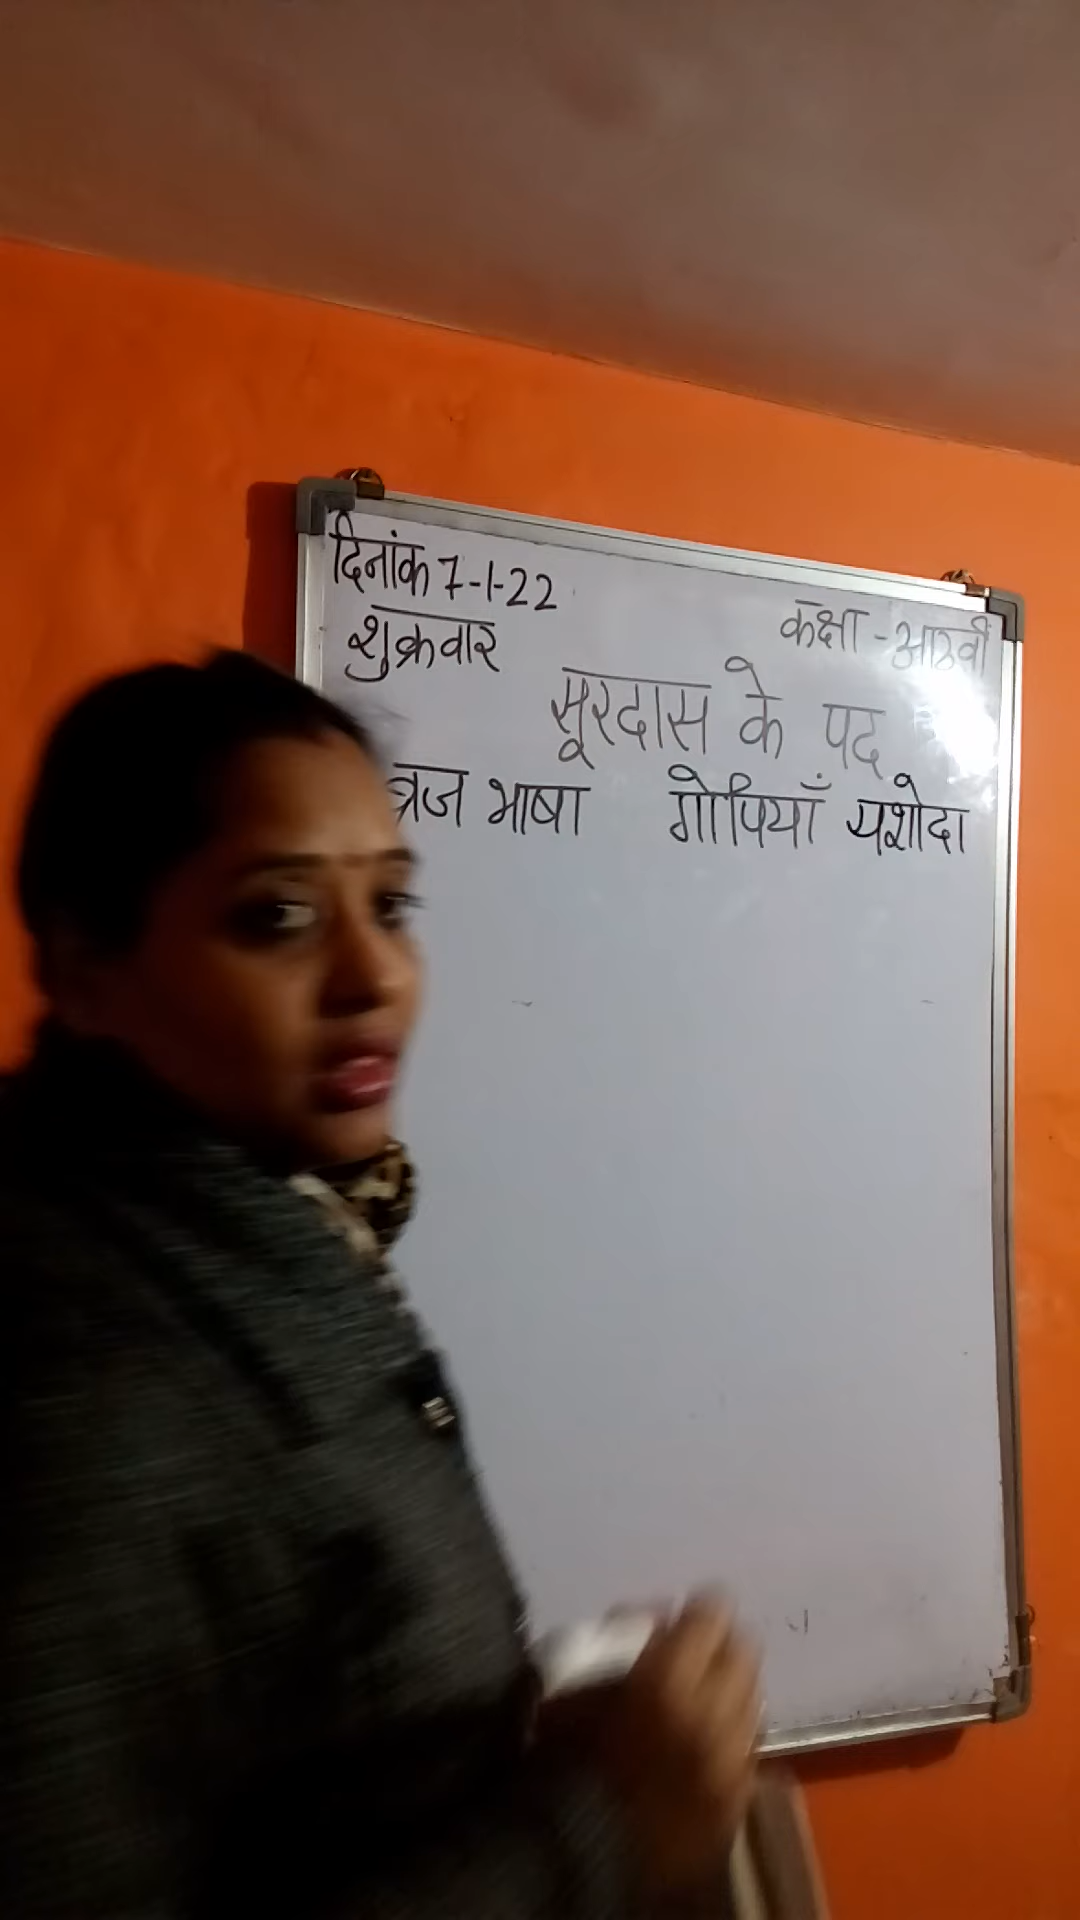 दिनांक 7-1-22
कक्षा - आठवीं
शुक्रवार
सूरदास के पद
ब्रज भाषा गोपियाँ यशोदा